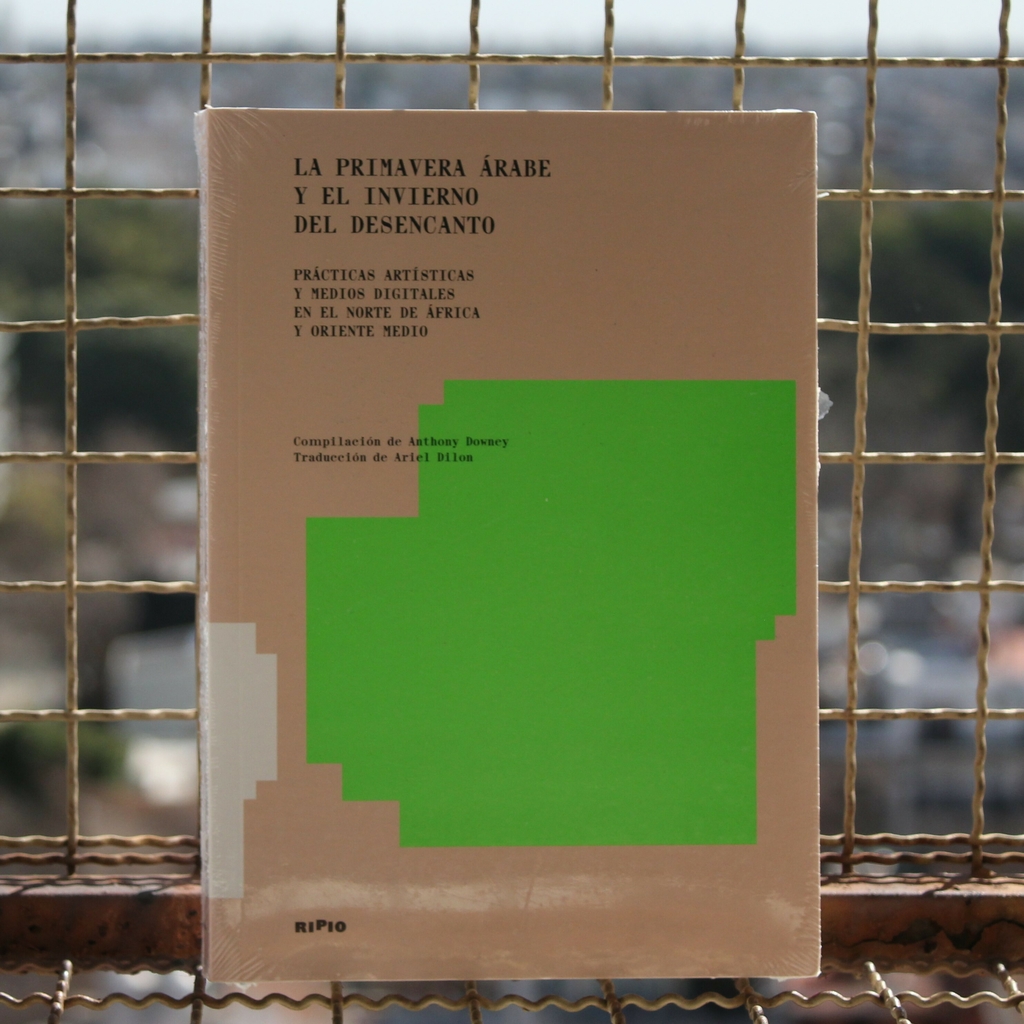 LA PRIMAVERA ÁRABE
Y EL INVIERNO
DEL DESENCANTO
PRÁCTICAS ARTÍSTICAS
Y MEDIOS DIGITALES
EN EL NORTE DE ÁFRICA
Y ORIENTE MEDIO
Compilación de Anthony Downey
Traducción de Ariel Dilon
RIPIO